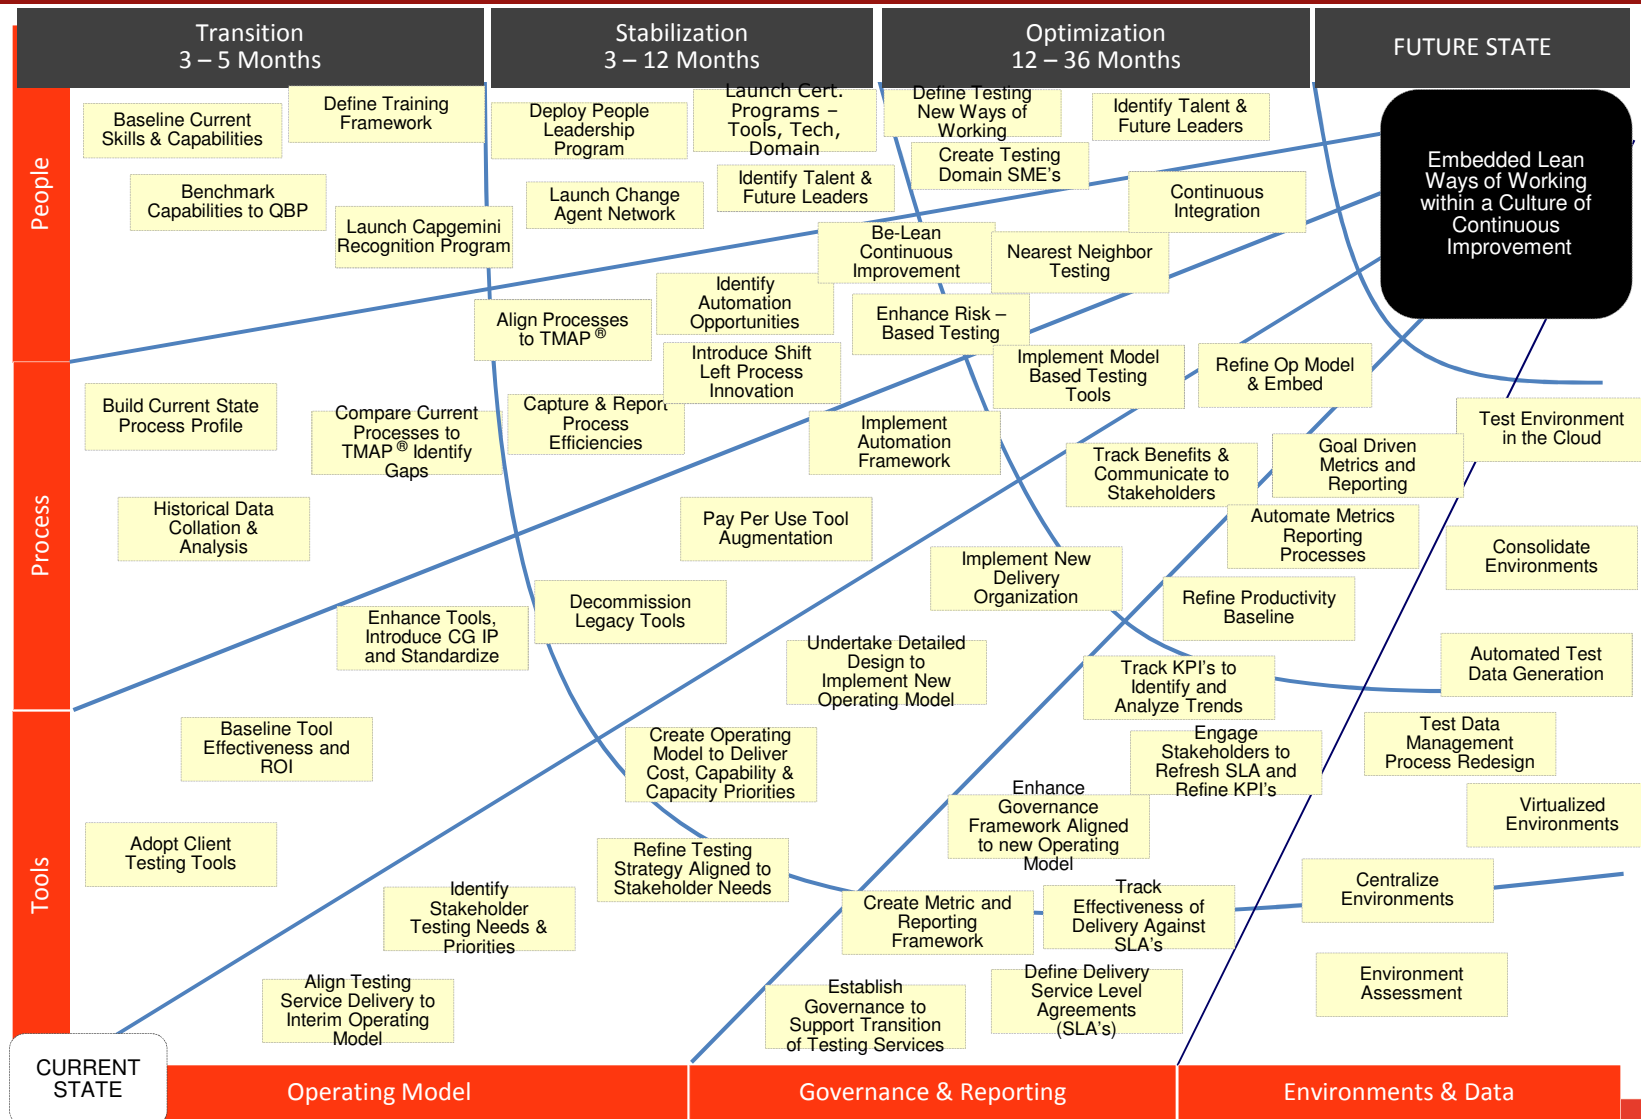 Transition
3 – 5 Months
Stabilization
3 – 12 Months
Optimization
12 – 36 Months
FUTURE STATE
People
Process
Tools
Baseline Current
Skills & Capabilities
Define Training
Framework
Benchmark
Capabilities to QBP
Launch Capgemini
Recognition Program
Deploy People
Leadership
Program
Launch Cert.
Programs –
Tools, Tech,
Domain
Launch Change
Agent Network
Identify Talent &
Future Leaders
Define Testing
New Ways of
Working
Identify Talent &
Future Leaders
Create Testing
Domain SME's
Continuous
Integration
Embedded Lean
Ways of Working
within a Culture of
Continuous
Improvement
Be-Lean
Continuous
Improvement
Nearest Neighbor
Testing
Identify
Automation
Opportunities
Align Processes
to TMAP ®
Enhance Risk –
Based Testing
Introduce Shift
Left Process
Innovation
Implement Model
Based Testing
Tools
Refine Op Model
& Embed
Build Current State
Process Profile
Compare Current
Processes to
TMAP ® Identify
Gaps
Capture & Report
Process
Efficiencies
Implement
Automation
Framework
Track Benefits &
Communicate to
Stakeholders
Goal Driven
Metrics and
Reporting
Test Environment
in the Cloud
Historical Data
Collation &
Analysis
Pay Per Use Tool
Augmentation
Automate Metrics
Reporting
Processes
Consolidate
Environments
Implement New
Delivery
Organization
Refine Productivity
Baseline
Enhance Tools,
Introduce CG IP
and Standardize
Decommission
Legacy Tools
Undertake Detailed
Design to
Implement New
Operating Model
Track KPI's to
Identify and
Analyze Trends
Automated Test
Data Generation
Baseline Tool
Effectiveness and
ROI
Create Operating
Model to Deliver
Cost, Capability &
Capacity Priorities
Engage
Stakeholders to
Refresh SLA and
Refine KPI's
Test Data
Management
Process Redesign
Enhance
Governance
Framework Aligned
to new Operating
Model
Virtualized
Environments
Adopt Client
Testing Tools
Refine Testing
Strategy Aligned to
Stakeholder Needs
Identify
Stakeholder
Testing Needs &
Priorities
Create Metric and
Reporting
Framework
Track
Effectiveness of
Delivery Against
SLA's
Centralize
Environments
Align Testing
Service Delivery to
Interim Operating
Model
Establish
Governance to
Support Transition
of Testing Services
Define Delivery
Service Level
Agreements
(SLA's)
Environment
Assessment
CURRENT
STATE
Operating Model
Governance & Reporting
Environments & Data